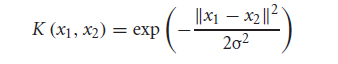 K (x₁, x₂) = exp ( − ‖x₁ − x₂‖² / 2σ² )